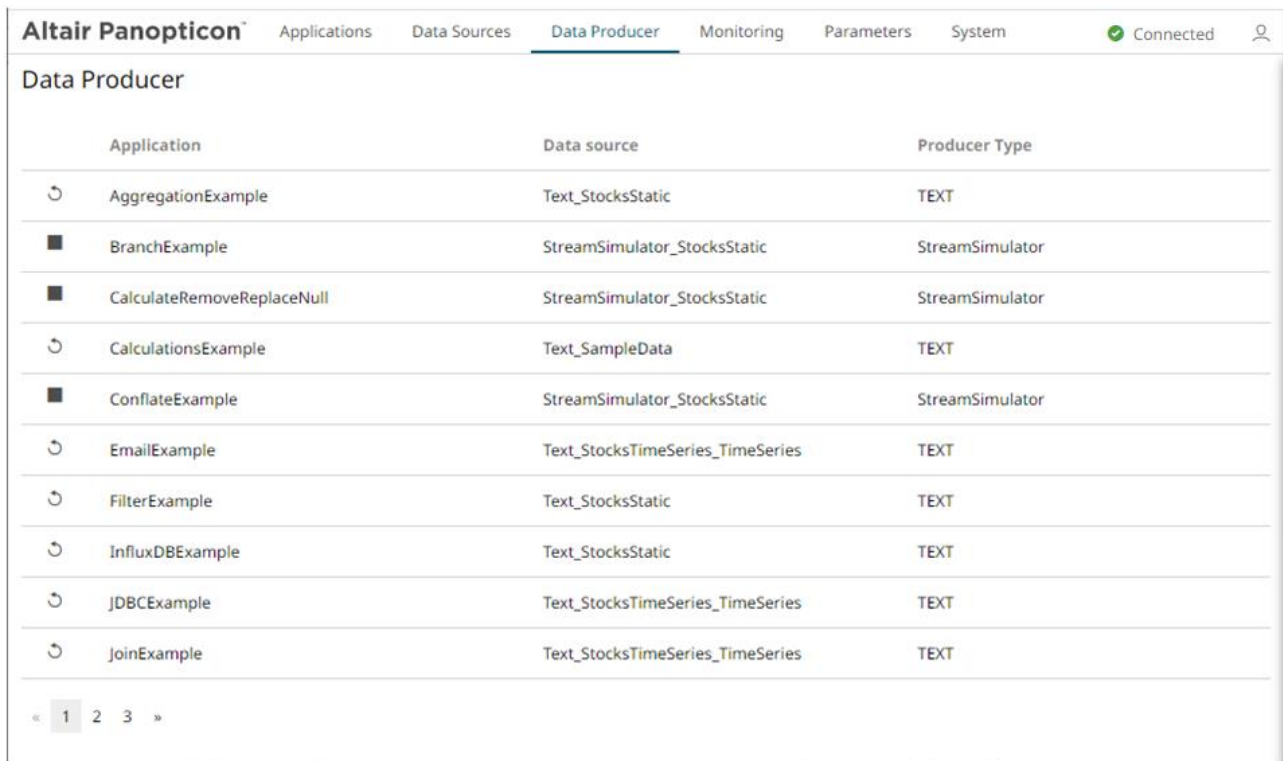 Altair Panopticon™ Applications Data Sources Data Producer Monitoring Parameters System Connected
Data Producer
Application Data source Producer Type
AggregationExample Text_StocksStatic TEXT
BranchExample StreamSimulator_StocksStatic StreamSimulator
CalculateRemoveReplaceNull StreamSimulator_StocksStatic StreamSimulator
CalculationsExample Text_SampleData TEXT
ConflateExample StreamSimulator_StocksStatic StreamSimulator
EmailExample Text_StocksTimeSeries_TimeSeries TEXT
FilterExample Text_StocksStatic TEXT
InfluxDBExample Text_StocksStatic TEXT
JDBCExample Text_StocksTimeSeries_TimeSeries TEXT
JoinExample Text_StocksTimeSeries_TimeSeries TEXT
« 1 2 3 »